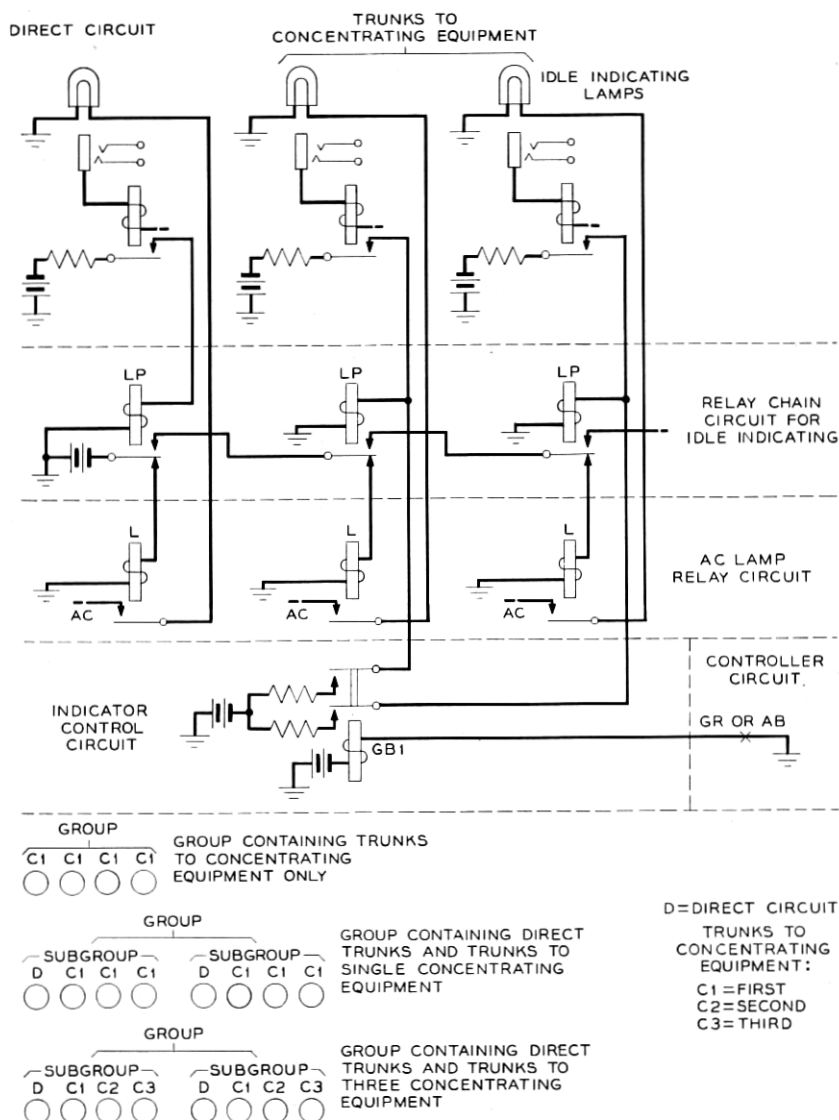 DIRECT CIRCUIT
TRUNKS TO
CONCENTRATING EQUIPMENT
IDLE INDICATING
LAMPS
LP
LP
LP
RELAY CHAIN
CIRCUIT FOR
IDLE INDICATING
L
L
L
AC LAMP
RELAY CIRCUIT
AC
AC
AC
INDICATOR
CONTROL
CIRCUIT
GB1
CONTROLLER
CIRCUIT
GR OR AB
GROUP
C1 C1 C1 C1
GROUP CONTAINING TRUNKS
TO CONCENTRATING
EQUIPMENT ONLY
GROUP
SUBGROUP SUBGROUP
D C1 C1 C1 D C1 C1 C1
GROUP CONTAINING DIRECT
TRUNKS AND TRUNKS TO
SINGLE CONCENTRATING
EQUIPMENT
GROUP
SUBGROUP SUBGROUP
D C1 C2 C3 D C1 C2 C3
GROUP CONTAINING DIRECT
TRUNKS AND TRUNKS TO
THREE CONCENTRATING
EQUIPMENT
D=DIRECT CIRCUIT
TRUNKS TO
CONCENTRATING
EQUIPMENT:
C1=FIRST
C2=SECOND
C3=THIRD